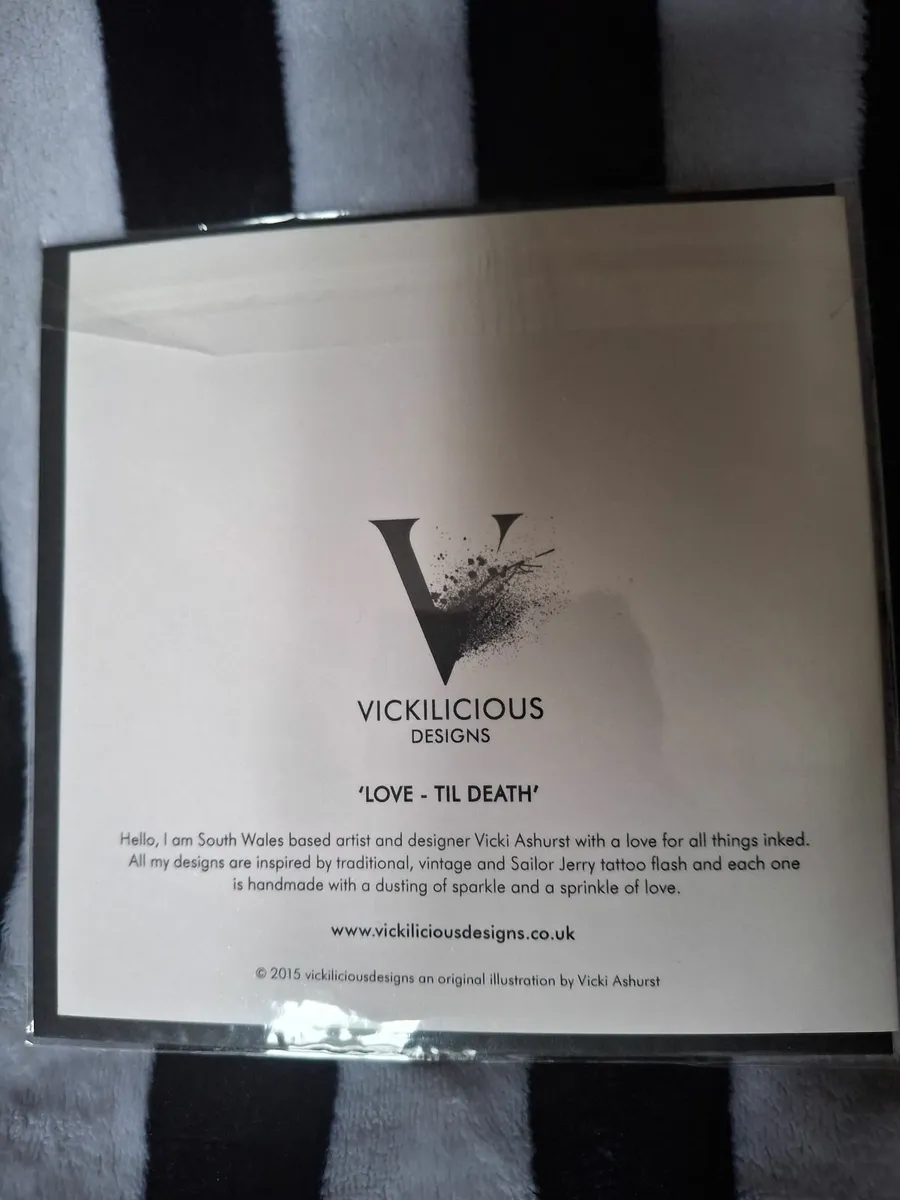 V
VICKILICIOUS
DESIGNS
‘LOVE - TIL DEATH’
Hello, I am South Wales based artist and designer Vicki Ashurst with a love for all things inked.
All my designs are inspired by traditional, vintage and Sailor Jerry tattoo flash and each one
is handmade with a dusting of sparkle and a sprinkle of love.
www.vickiliciousdesigns.co.uk
© 2015 vickiliciousdesigns an original illustration by Vicki Ashurst